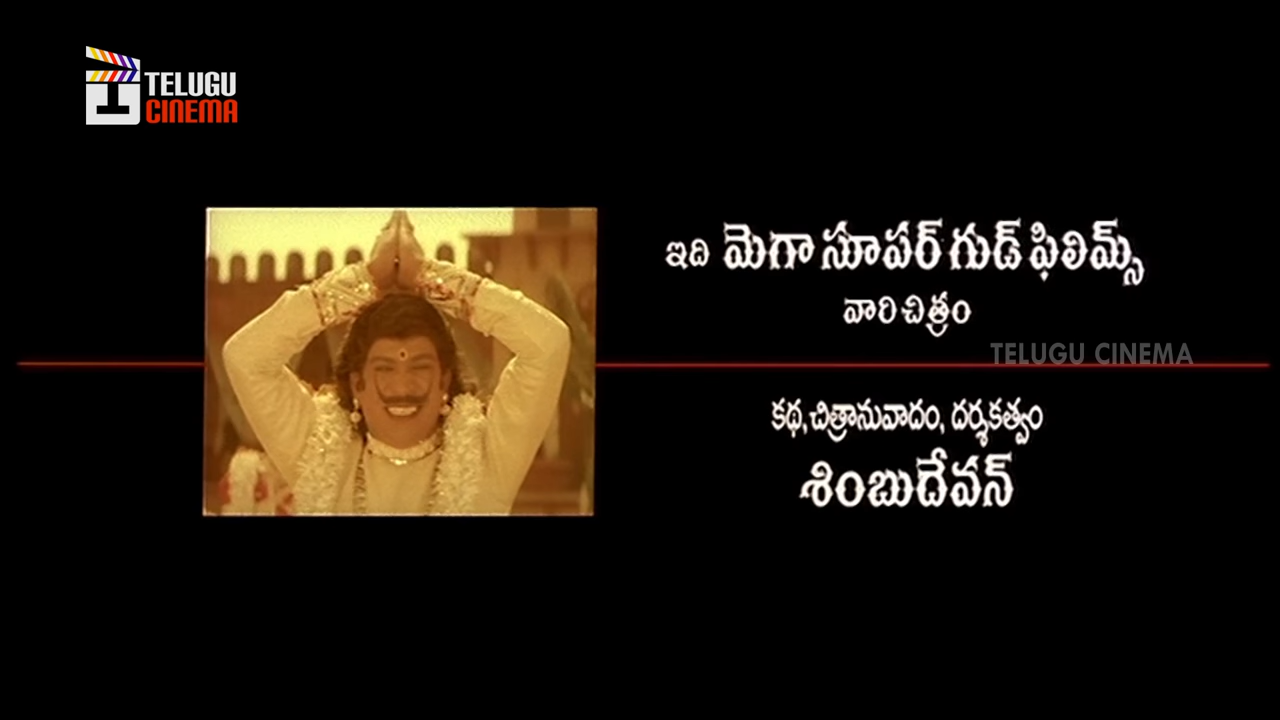 TELUGU
CINEMA
ఇది మెగా సూపర్ గుడ్ ఫిలిమ్స్
వారి చిత్రం
TELUGU CINEMA
కథ, చిత్రానువాదం, దర్శకత్వం
శింబుదేవన్